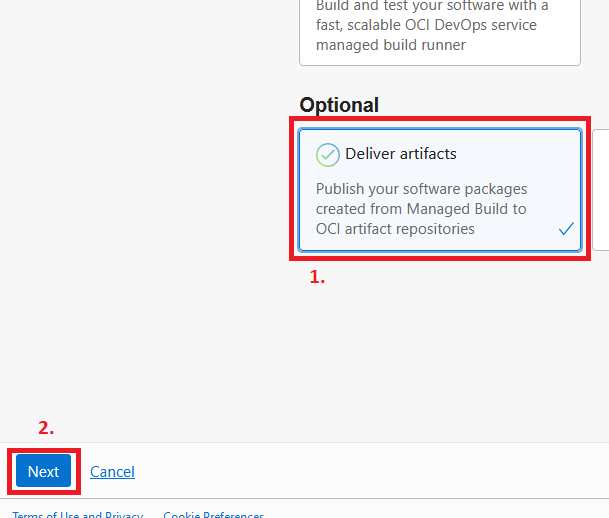 Build and test your software with a
fast, scalable OCI DevOps service
managed build runner
Optional
Deliver artifacts
Publish your software packages
created from Managed Build to
OCI artifact repositories
1.
2.
Next Cancel
Terms of Use and Privacy Cookie Preferences